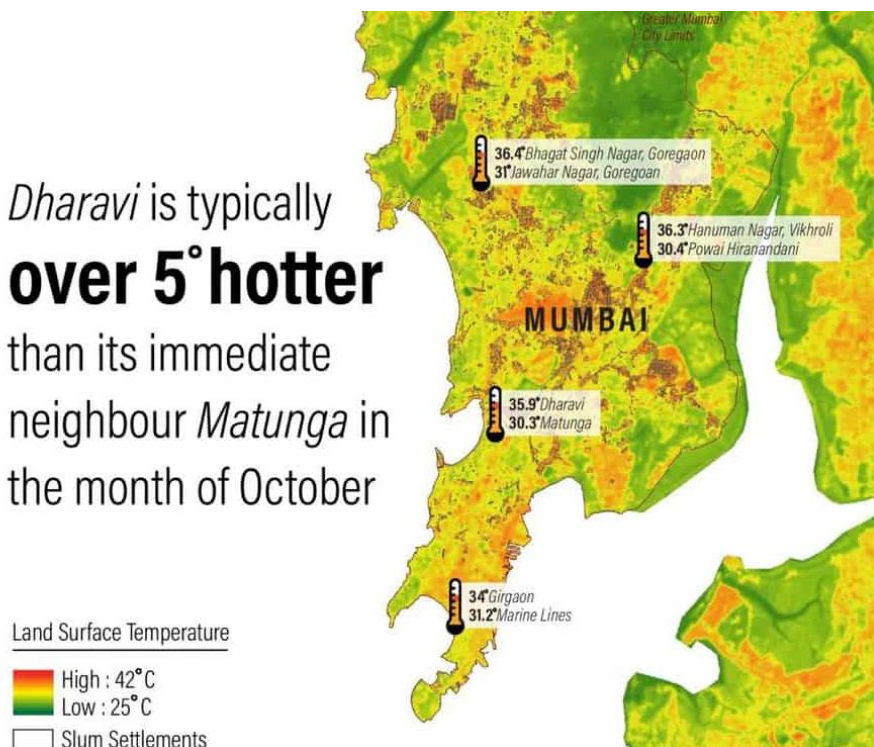 Greater Mumbai
City Limits
36.4° Bhagat Singh Nagar, Goregaon
31° Jawahar Nagar, Goregoan
Dharavi is typically
over 5° hotter
than its immediate
neighbour Matunga in
the month of October
36.3° Hanuman Nagar, Vikhroli
30.4° Powai Hiranandani
MUMBAI
35.9° Dharavi
30.3° Matunga
34° Girgaon
31.2° Marine Lines
Land Surface Temperature
High : 42°C
Low : 25°C
Slum Settlements